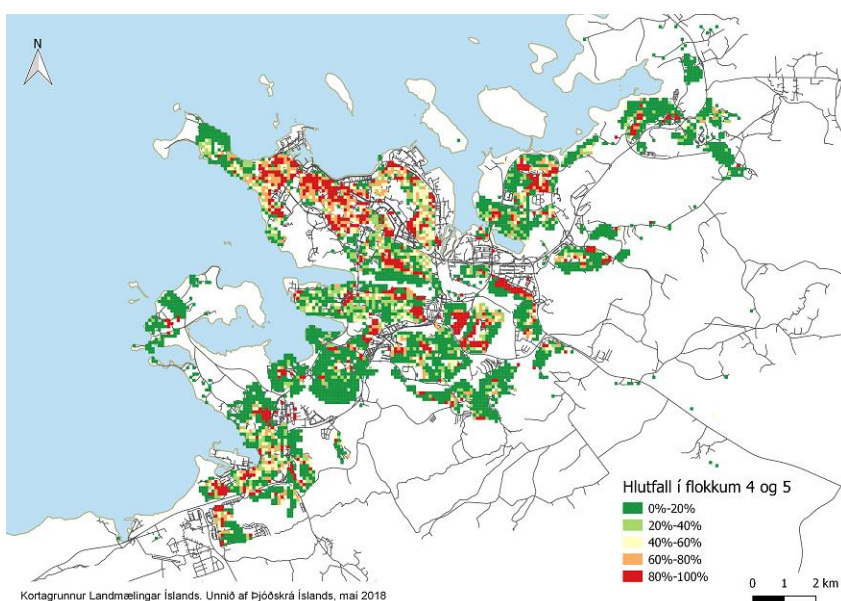 N
Hlutfall í flokkum 4 og 5
0%-20%
20%-40%
40%-60%
60%-80%
80%-100%
0 1 2 km
Kortagrunnur Landmælingar Íslands. Unnið af Þjóðskrá Íslands, maí 2018